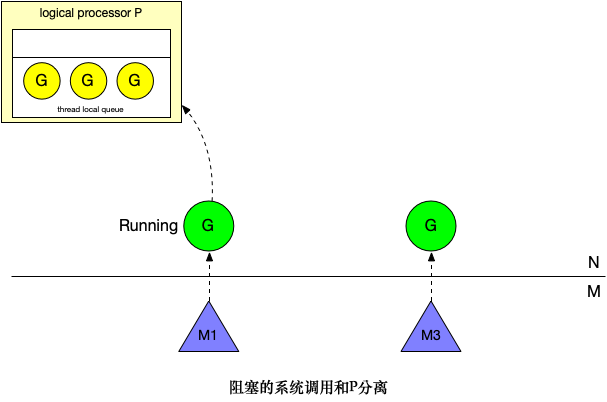 logical processor P
G G G
thread local queue
Running G G
N
M
M1 M3
阻塞的系统调用和P分离